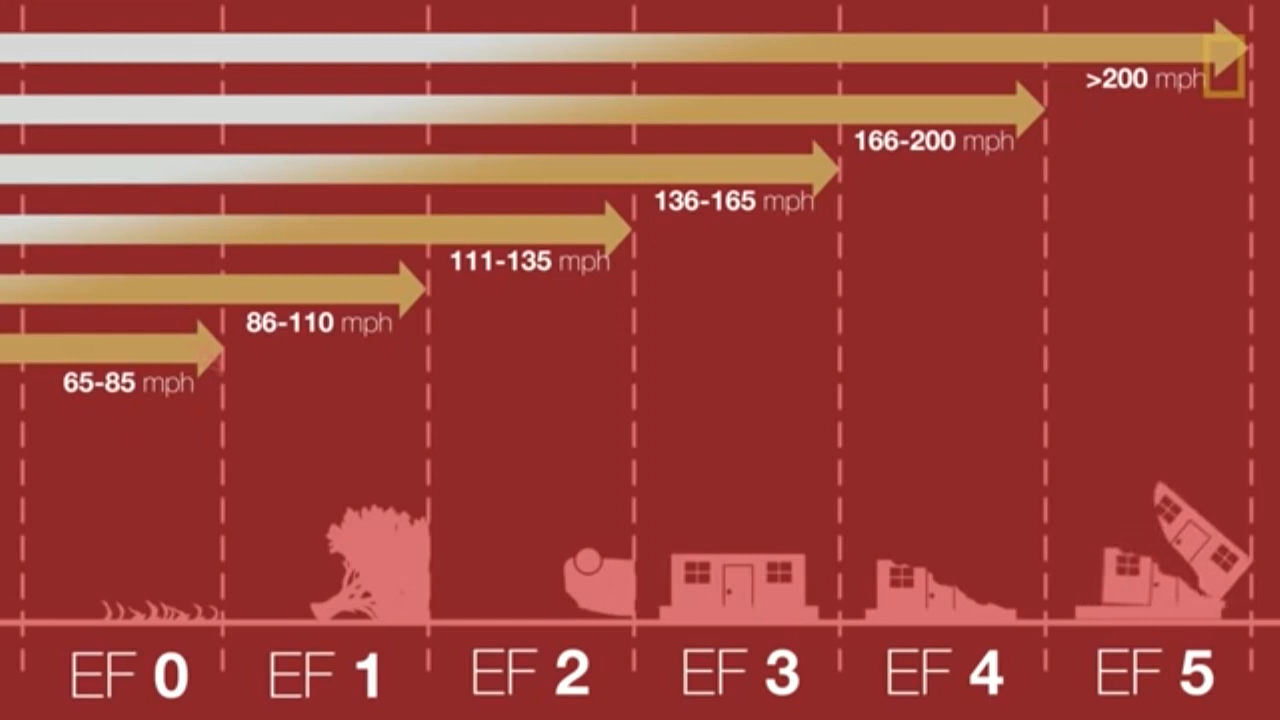 >200 mph
166-200 mph
136-165 mph
111-135 mph
86-110 mph
65-85 mph
EF 0 EF 1 EF 2 EF 3 EF 4 EF 5